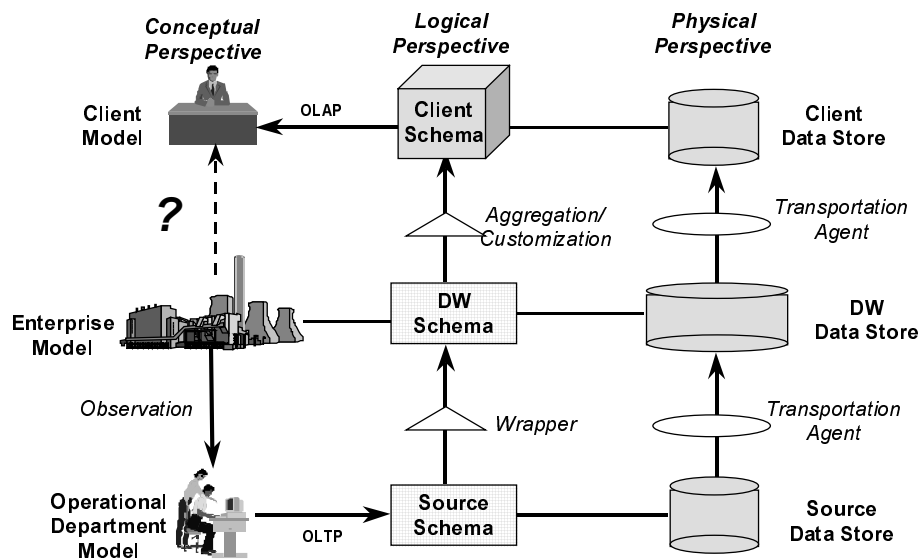 Conceptual
Perspective
Logical
Perspective
Physical
Perspective
Client
Model
OLAP
Client
Schema
Client
Data Store
?
Aggregation/
Customization
Transportation
Agent
Enterprise
Model
DW
Schema
DW
Data Store
Observation
Wrapper
Transportation
Agent
Operational
Department
Model
OLTP
Source
Schema
Source
Data Store